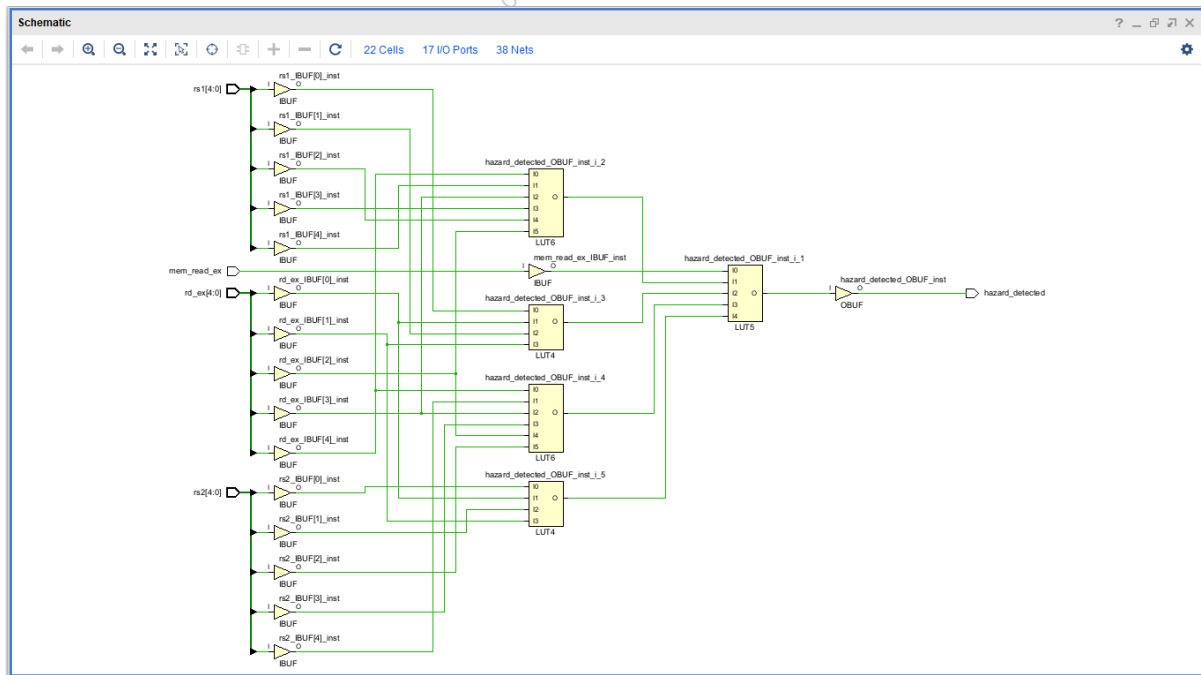 Schematic
22 Cells 17 I/O Ports 38 Nets
rs1[4:0]
rs1_IBUF[0]_inst
I O
IBUF
rs1_IBUF[1]_inst
I O
IBUF
rs1_IBUF[2]_inst
I O
IBUF
rs1_IBUF[3]_inst
I O
IBUF
rs1_IBUF[4]_inst
I O
IBUF
mem_read_ex
rd_ex[4:0]
rd_ex_IBUF[0]_inst
I O
IBUF
rd_ex_IBUF[1]_inst
I O
IBUF
rd_ex_IBUF[2]_inst
I O
IBUF
rd_ex_IBUF[3]_inst
I O
IBUF
rd_ex_IBUF[4]_inst
I O
IBUF
rs2[4:0]
rs2_IBUF[0]_inst
I O
IBUF
rs2_IBUF[1]_inst
I O
IBUF
rs2_IBUF[2]_inst
I O
IBUF
rs2_IBUF[3]_inst
I O
IBUF
rs2_IBUF[4]_inst
I O
IBUF
hazard_detected_OBUF_inst_i_2
I0
I1
I2 O
I3
I4
I5
LUT6
mem_read_ex_IBUF_inst
I O
IBUF
hazard_detected_OBUF_inst_i_3
I0
I1 O
I2
I3
LUT4
hazard_detected_OBUF_inst_i_4
I0
I1
I2 O
I3
I4
I5
LUT6
hazard_detected_OBUF_inst_i_5
I0
I1 O
I2
I3
LUT4
hazard_detected_OBUF_inst_i_1
I0
I1
I2 O
I3
I4
LUT5
hazard_detected_OBUF_inst
I O
OBUF
hazard_detected